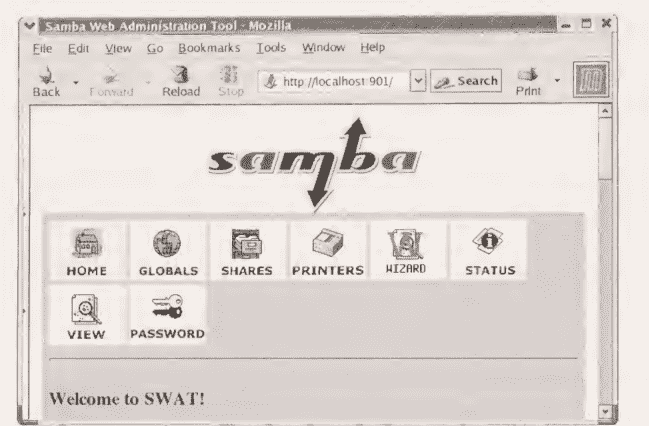 Samba Web Administration Tool - Mozilla
File Edit View Go Bookmarks Tools Window Help
Back Forward Reload Stop http://localhost:901/ Search Print
samba
HOME GLOBALS SHARES PRINTERS WIZARD STATUS
VIEW PASSWORD
Welcome to SWAT!